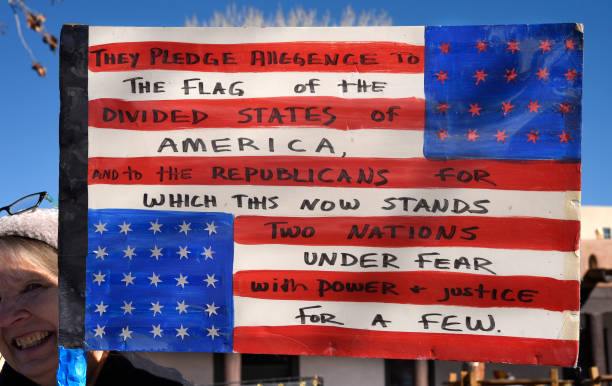 THEY PLEDGE AllEGENCE TO
THE FLAG of THE
DIVIDED STATES of
AMERICA,
AND to THE REPUBLICANS FOR
WHICH THIS NOW STANDS
TWO NATIONS
UNDER FEAR
with POWER + JUSTICE
FOR A FEW.